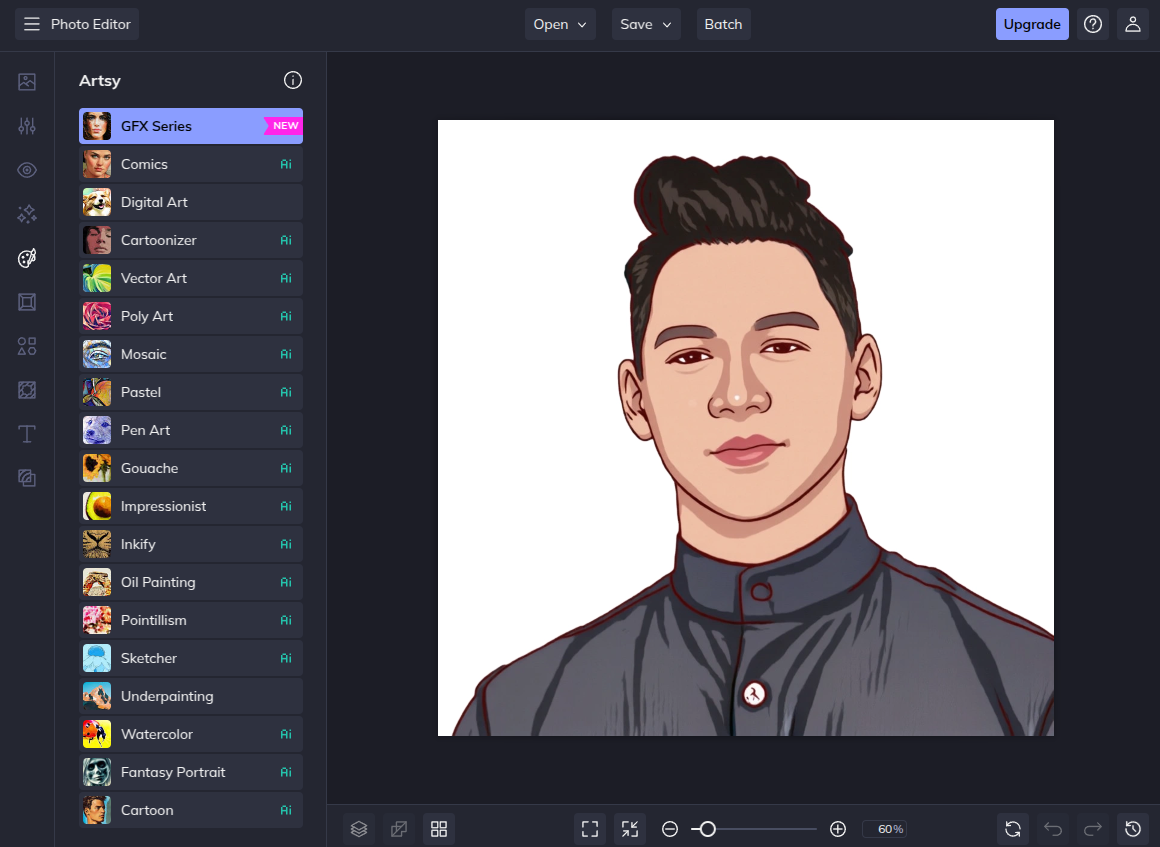 Photo Editor
Open
Save
Batch
Upgrade
Artsy
GFX Series NEW
Comics Ai
Digital Art
Cartoonizer Ai
Vector Art Ai
Poly Art Ai
Mosaic Ai
Pastel Ai
Pen Art Ai
Gouache Ai
Impressionist Ai
Inkify Ai
Oil Painting Ai
Pointillism Ai
Sketcher Ai
Underpainting
Watercolor Ai
Fantasy Portrait Ai
Cartoon Ai
60%